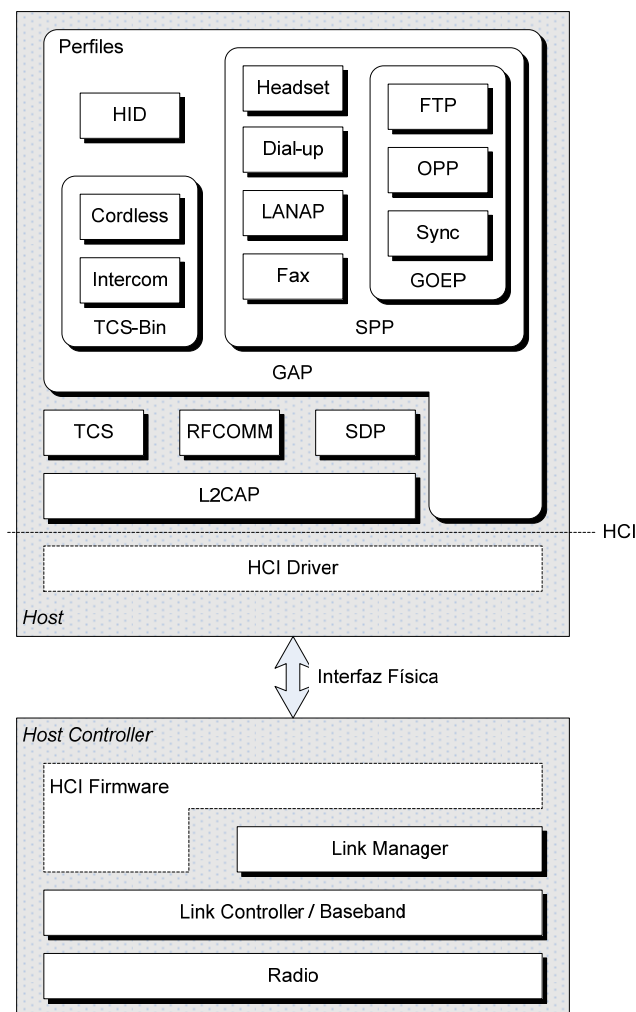 Perfiles
HID
Cordless
Intercom
TCS-Bin
Headset
Dial-up
LANAP
Fax
SPP
FTP
OPP
Sync
GOEP
GAP
TCS
RFCOMM
SDP
L2CAP
HCI
HCI Driver
Host
Interfaz Física
Host Controller
HCI Firmware
Link Manager
Link Controller / Baseband
Radio